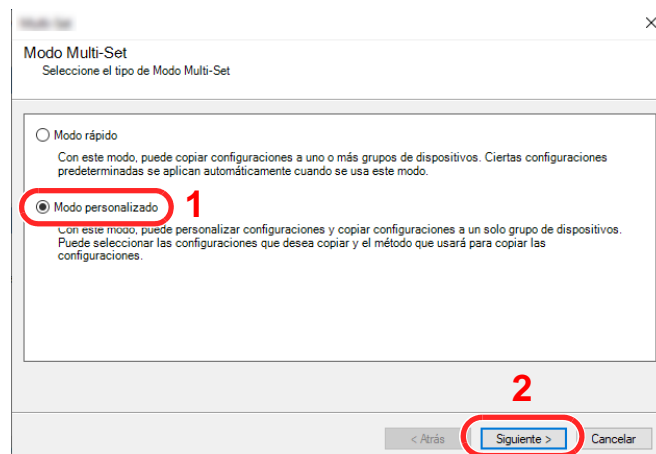 Multi-Set
Modo Multi-Set
Seleccione el tipo de Modo Multi-Set
Modo rápido
Con este modo, puede copiar configuraciones a uno o más grupos de dispositivos. Ciertas configuraciones
predeterminadas se aplican automáticamente cuando se usa este modo.
Modo personalizado 1
Con este modo, puede personalizar configuraciones y copiar configuraciones a un solo grupo de dispositivos.
Puede seleccionar las configuraciones que desea copiar y el método que usará para copiar las
configuraciones.
2
< Atrás Siguiente > Cancelar